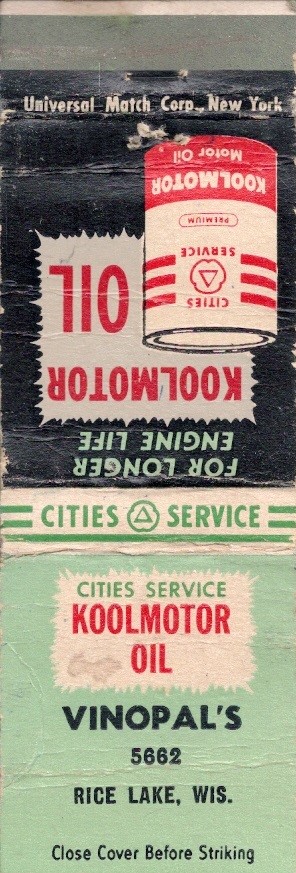 Universal Match Corp., New York
FOR LONGER
ENGINE LIFE
KOOLMOTOR
OIL
CITIES
SERVICE
PREMIUM
KOOLMOTOR
Motor Oil
CITIES SERVICE
CITIES SERVICE
KOOLMOTOR
OIL
VINOPAL'S
5662
RICE LAKE, WIS.
Close Cover Before Striking